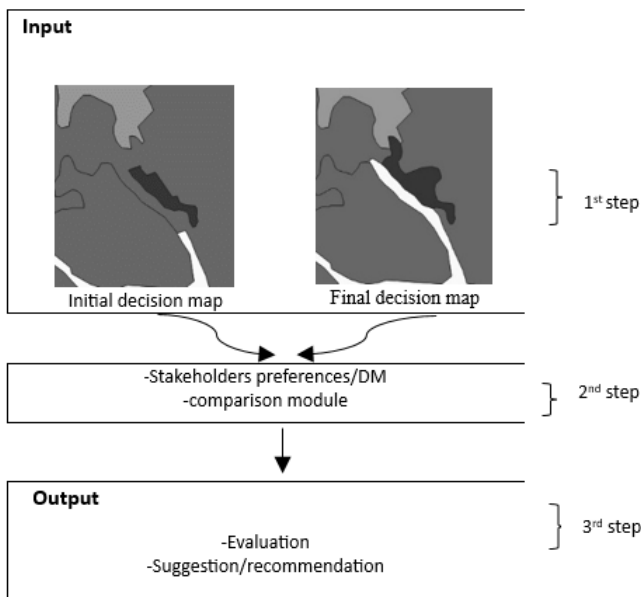 Input
Initial decision map
Final decision map
1st step
-Stakeholders preferences/DM
-comparison module
2nd step
Output
-Evaluation
-Suggestion/recommendation
3rd step